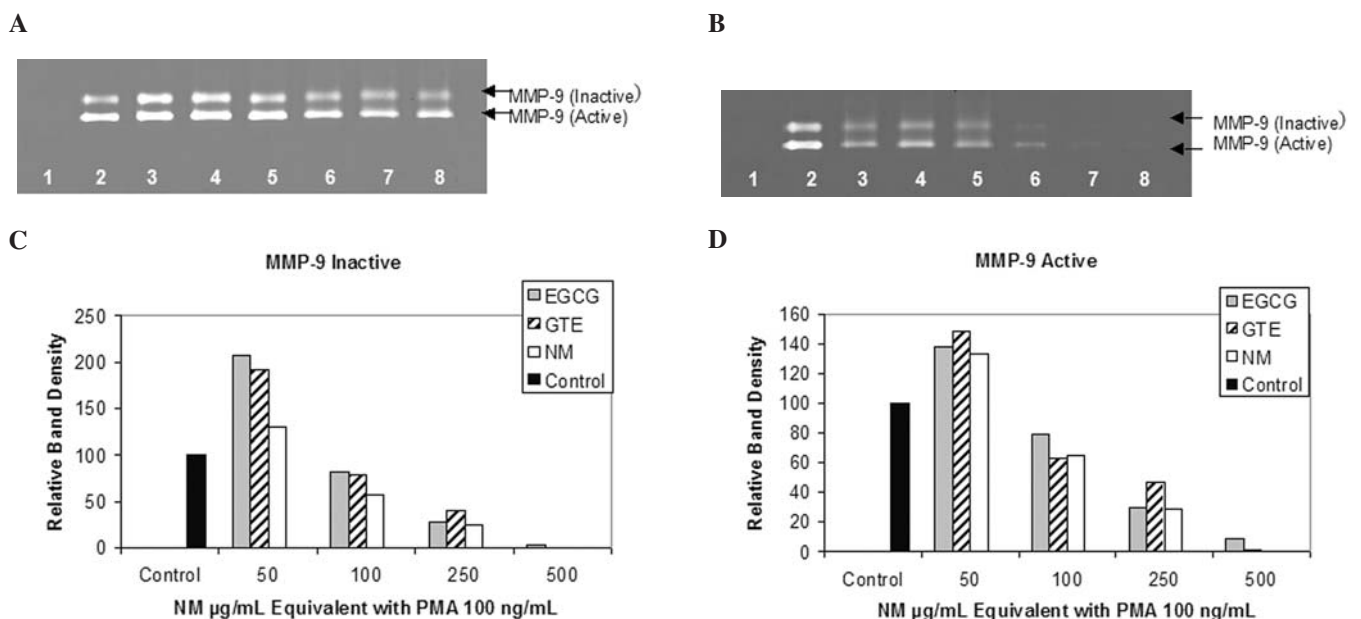 A
B
MMP-9 (Inactive)
MMP-9 (Active)
1 2 3 4 5 6 7 8
MMP-9 (Inactive)
MMP-9 (Active)
1 2 3 4 5 6 7 8
C
MMP-9 Inactive
EGCG
GTE
NM
Control
Relative Band Density
250
200
150
100
50
0
Control 50 100 250 500
NM µg/mL Equivalent with PMA 100 ng/mL
D
MMP-9 Active
EGCG
GTE
NM
Control
Relative Band Density
160
140
120
100
80
60
40
20
0
Control 50 100 250 500
NM µg/mL Equivalent with PMA 100 ng/mL